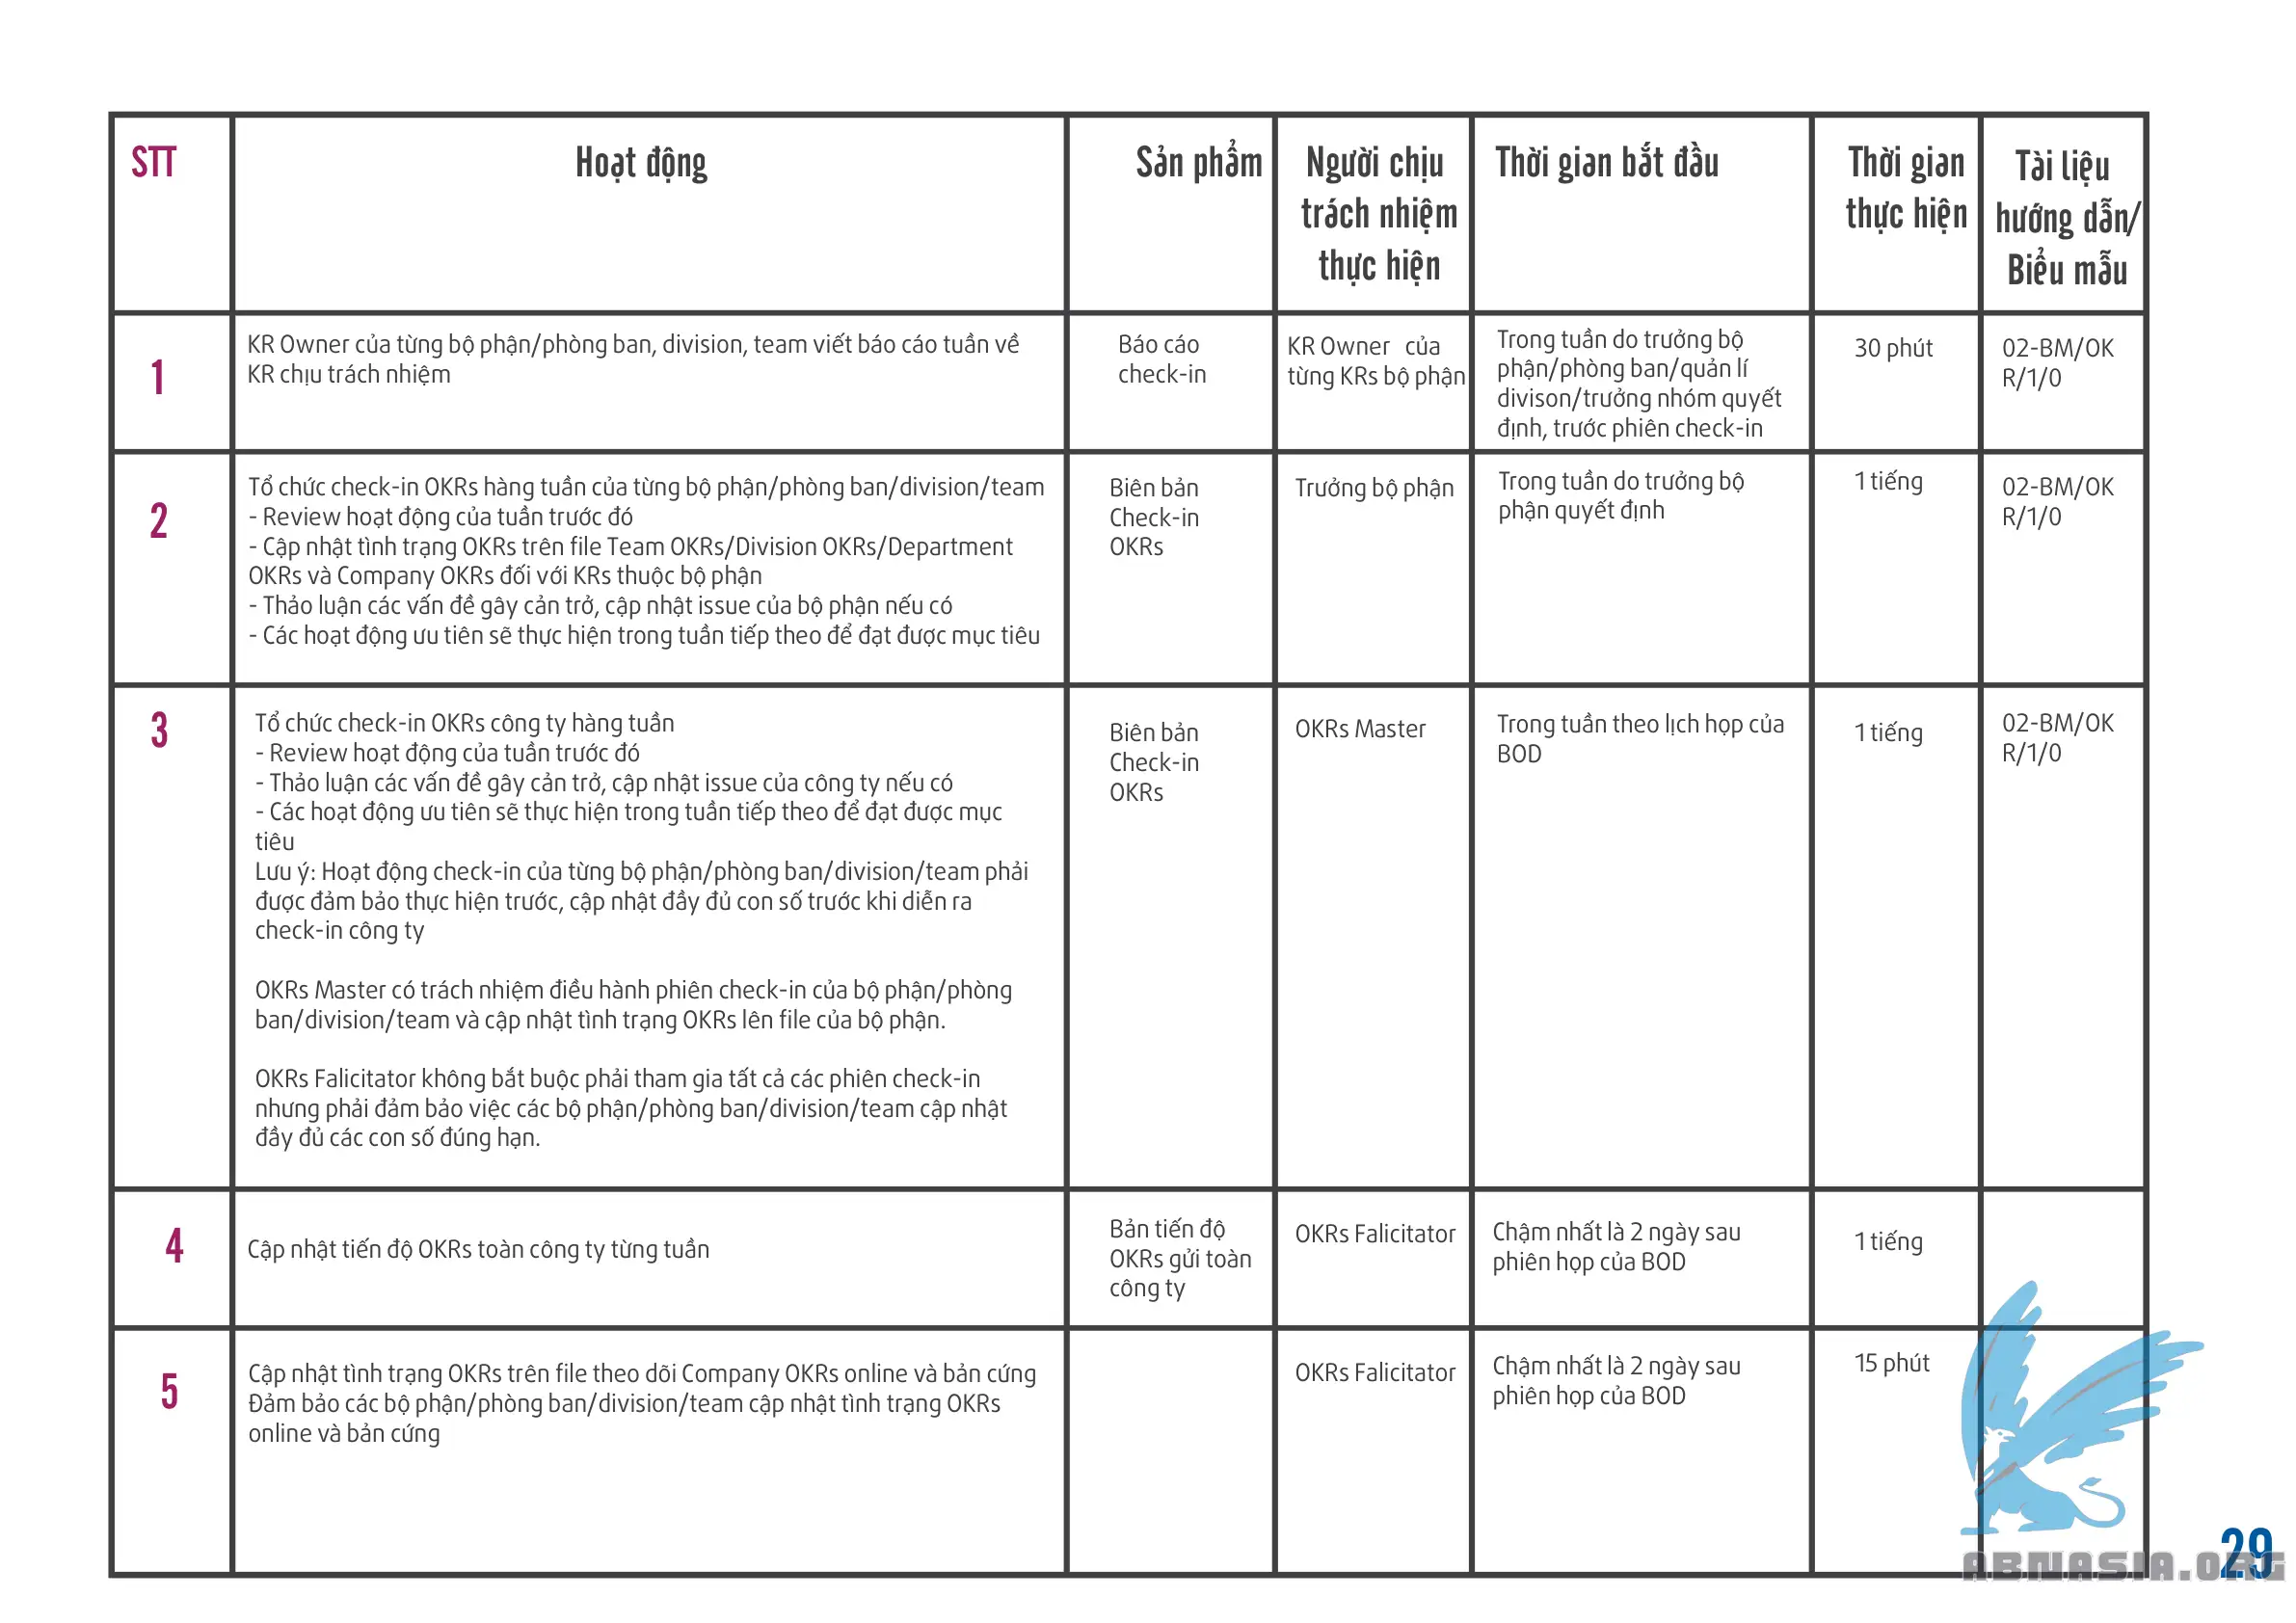 STT
Hoạt động
Sản phẩm
Người chịu
trách nhiệm
thực hiện
Thời gian bắt đầu
Thời gian
thực hiện
Tài liệu
hướng dẫn/
Biểu mẫu
1
KR Owner của từng bộ phận/phòng ban, division, team viết báo cáo tuần về
KR chịu trách nhiệm
Báo cáo
check-in
KR Owner của
từng KRs bộ phận
Trong tuần do trưởng bộ
phận/phòng ban/quản lí
divison/trưởng nhóm quyết
định, trước phiên check-in
30 phút
02-BM/OK
R/1/0
2
Tổ chức check-in OKRs hàng tuần của từng bộ phận/phòng ban/division/team
- Review hoạt động của tuần trước đó
- Cập nhật tình trạng OKRs trên file Team OKRs/Division OKRs/Department
OKRs và Company OKRs đối với KRs thuộc bộ phận
- Thảo luận các vấn đề gây cản trở, cập nhật issue của bộ phận nếu có
- Các hoạt động ưu tiên sẽ thực hiện trong tuần tiếp theo để đạt được mục tiêu
Biên bản
Check-in
OKRs
Trưởng bộ phận
Trong tuần do trưởng bộ
phận quyết định
1 tiếng
02-BM/OK
R/1/0
3
Tổ chức check-in OKRs công ty hàng tuần
- Review hoạt động của tuần trước đó
- Thảo luận các vấn đề gây cản trở, cập nhật issue của công ty nếu có
- Các hoạt động ưu tiên sẽ thực hiện trong tuần tiếp theo để đạt được mục
tiêu
Lưu ý: Hoạt động check-in của từng bộ phận/phòng ban/division/team phải
được đảm bảo thực hiện trước, cập nhật đầy đủ con số trước khi diễn ra
check-in công ty
OKRs Master có trách nhiệm điều hành phiên check-in của bộ phận/phòng
ban/division/team và cập nhật tình trạng OKRs lên file của bộ phận.
OKRs Falicitator không bắt buộc phải tham gia tất cả các phiên check-in
nhưng phải đảm bảo việc các bộ phận/phòng ban/division/team cập nhật
đầy đủ các con số đúng hạn.
Biên bản
Check-in
OKRs
OKRs Master
Trong tuần theo lịch họp của
BOD
1 tiếng
02-BM/OK
R/1/0
4
Cập nhật tiến độ OKRs toàn công ty từng tuần
Bản tiến độ
OKRs gửi toàn
công ty
OKRs Falicitator
Chậm nhất là 2 ngày sau
phiên họp của BOD
1 tiếng
5
Cập nhật tình trạng OKRs trên file theo dõi Company OKRs online và bản cứng
Đảm bảo các bộ phận/phòng ban/division/team cập nhật tình trạng OKRs
online và bản cứng
OKRs Falicitator
Chậm nhất là 2 ngày sau
phiên họp của BOD
15 phút
29
ABNASIA.ORG